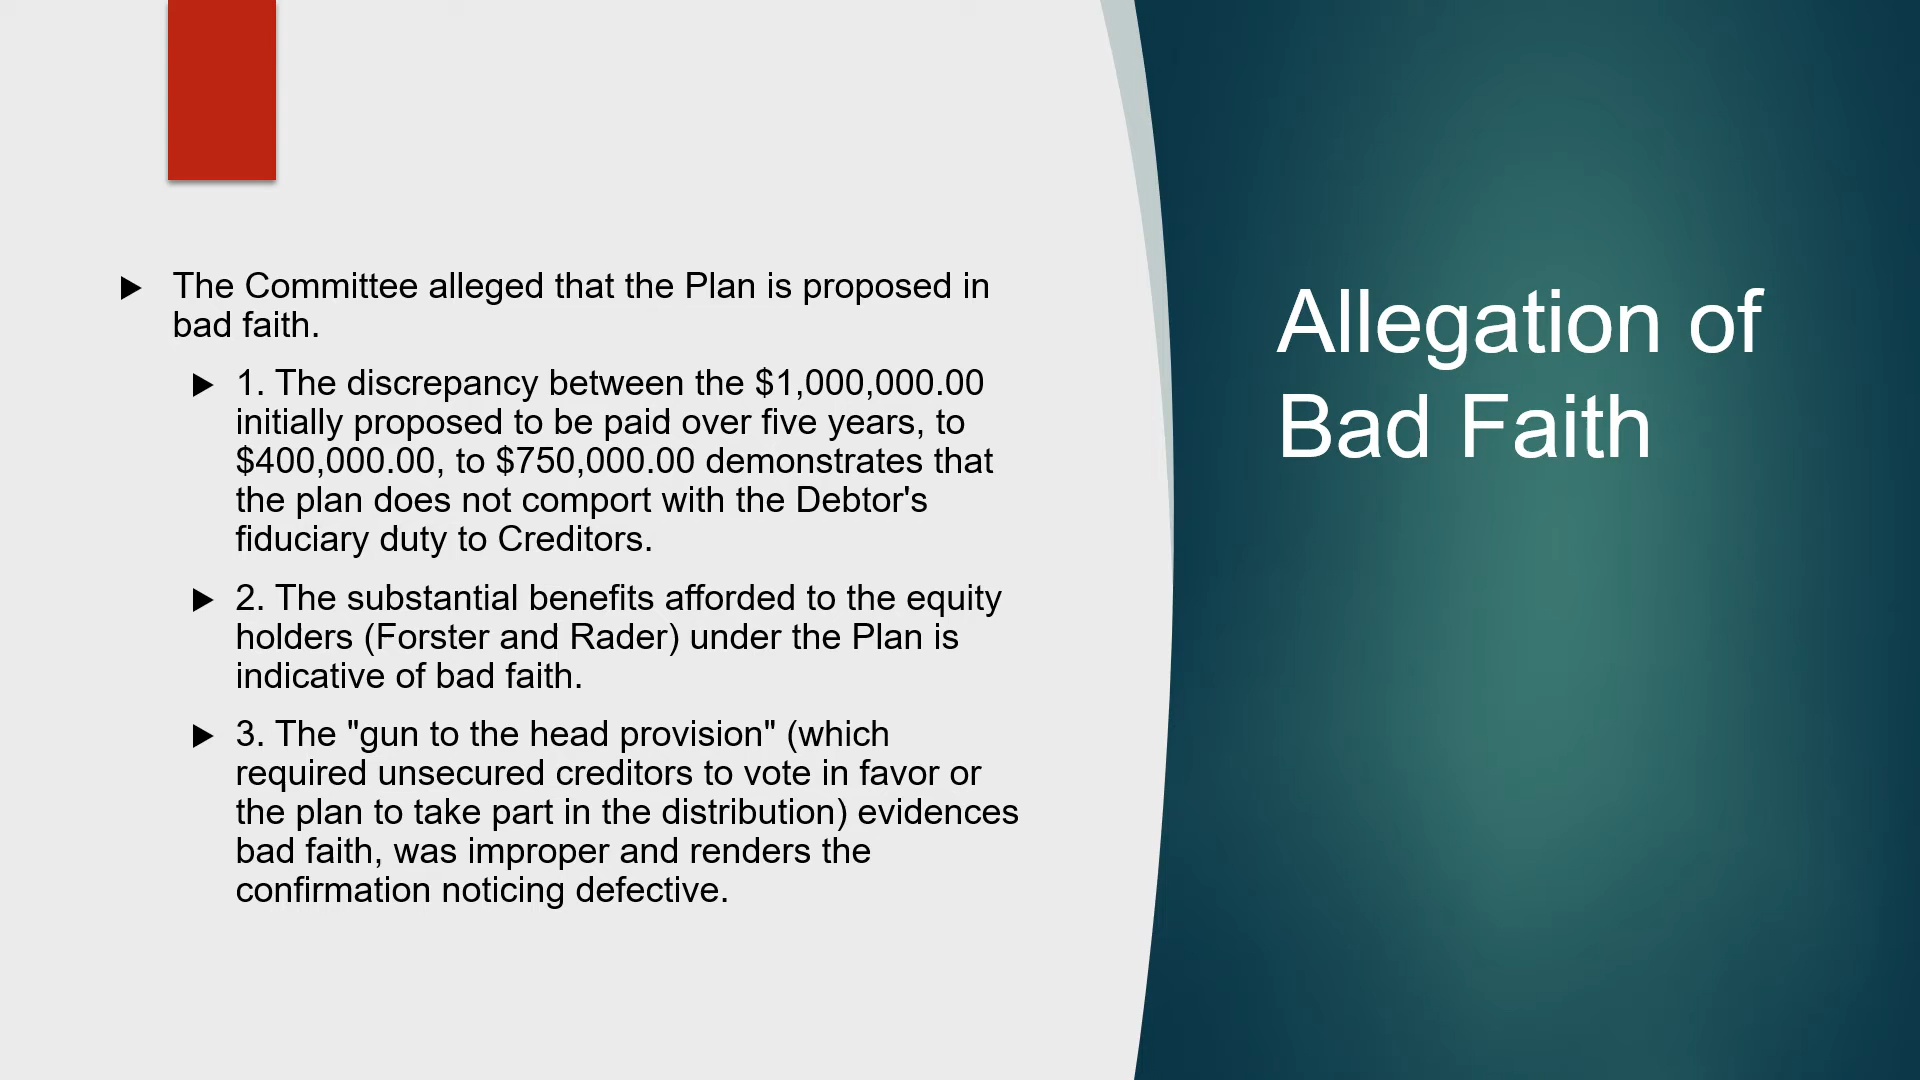 The Committee alleged that the Plan is proposed in
bad faith.
1. The discrepancy between the $1,000,000.00
initially proposed to be paid over five years, to
$400,000.00, to $750,000.00 demonstrates that
the plan does not comport with the Debtor's
fiduciary duty to Creditors.
2. The substantial benefits afforded to the equity
holders (Forster and Rader) under the Plan is
indicative of bad faith.
3. The "gun to the head provision" (which
required unsecured creditors to vote in favor or
the plan to take part in the distribution) evidences
bad faith, was improper and renders the
confirmation noticing defective.
Allegation of
Bad Faith